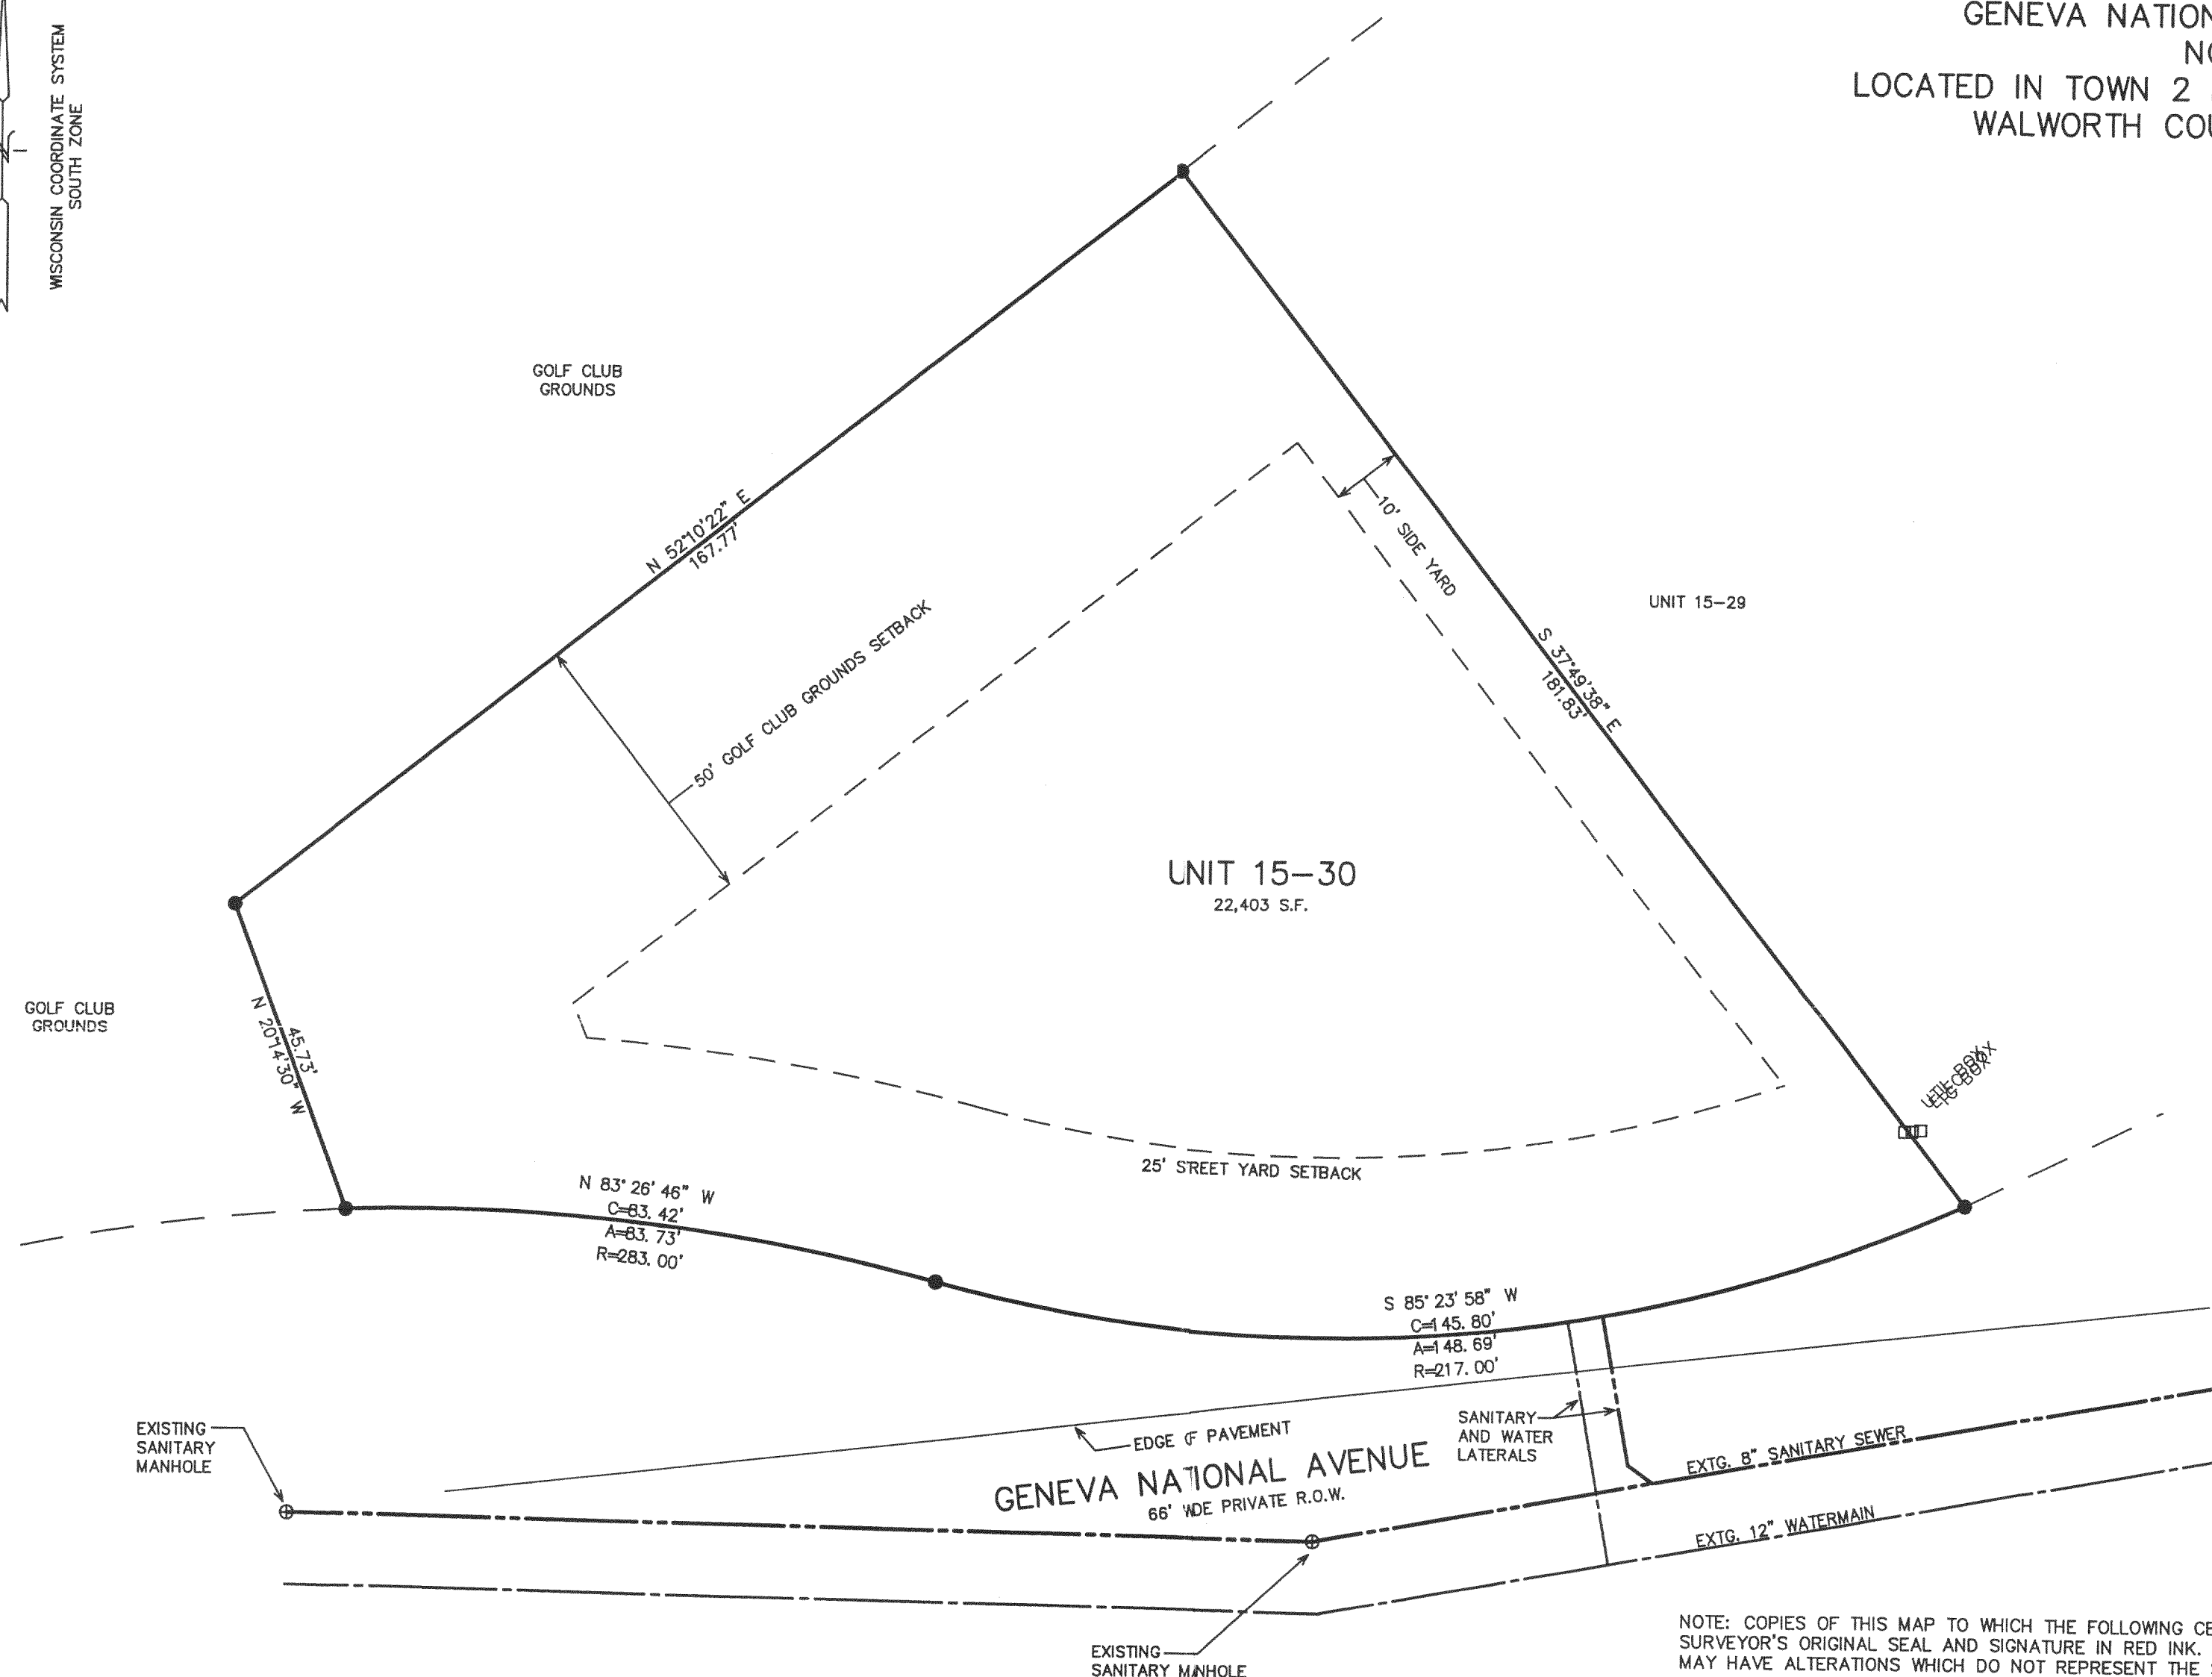 WISCONSIN COORDINATE SYSTEM
SOUTH ZONE
GENEVA NATION
NO
LOCATED IN TOWN 2
WALWORTH COU
GOLF CLUB
GROUNDS
N 52°10'22" E
167.77'
50' GOLF CLUB GROUNDS SETBACK
10' SIDE YARD
UNIT 15-29
S 37°49'38" E
181.83'
UNIT 15-30
22,403 S.F.
GOLF CLUB
GROUNDS
45.73'
N 20°14'30" W
UTIL BOX
ELEC BOX
25' STREET YARD SETBACK
N 83° 26' 46" W
C=83. 42'
A=83. 73'
R=283. 00'
S 85° 23' 58" W
C=145. 80'
A=148. 69'
R=217. 00'
EXISTING
SANITARY
MANHOLE
EDGE OF PAVEMENT
SANITARY
AND WATER
LATERALS
GENEVA NATIONAL AVENUE
66' WIDE PRIVATE R.O.W.
EXTG. 8" SANITARY SEWER
EXTG. 12" WATERMAIN
EXISTING
SANITARY MANHOLE
NOTE: COPIES OF THIS MAP TO WHICH THE FOLLOWING CE
SURVEYOR'S ORIGINAL SEAL AND SIGNATURE IN RED INK.
MAY HAVE ALTERATIONS WHICH DO NOT REPRESENT THE